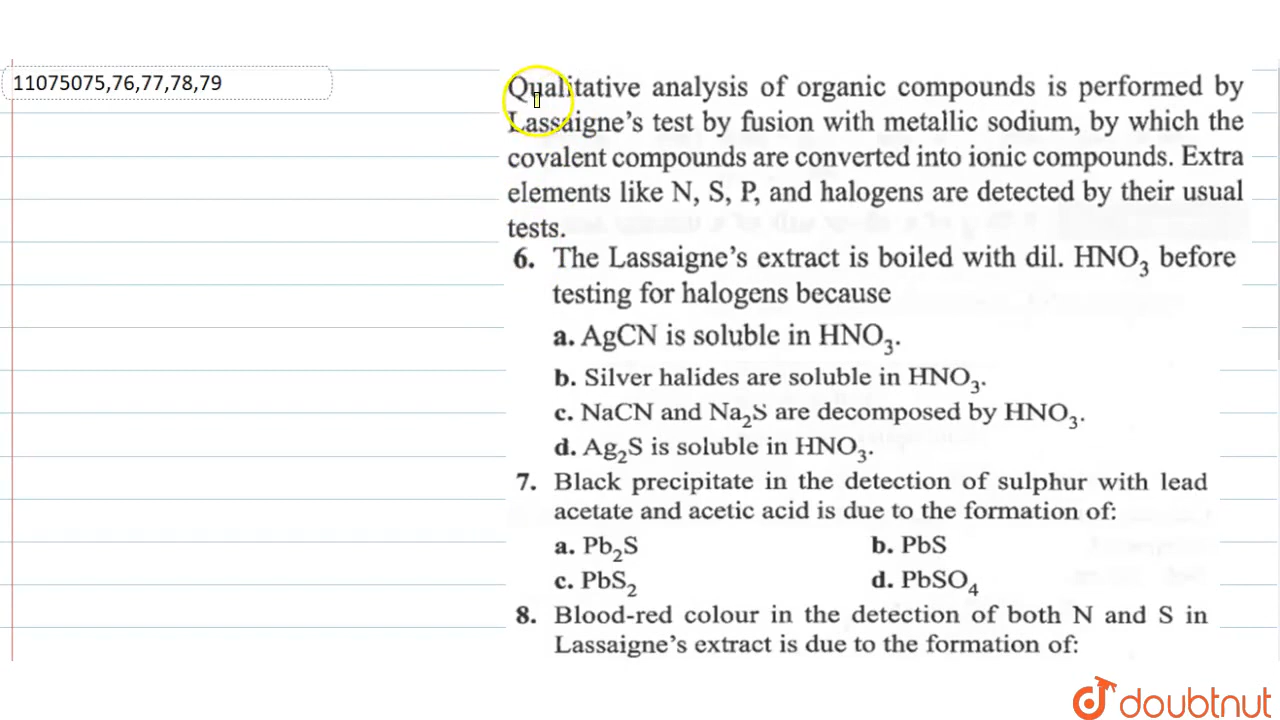 11075075,76,77,78,79
Qualitative analysis of organic compounds is performed by
Lassaigne's test by fusion with metallic sodium, by which the
covalent compounds are converted into ionic compounds. Extra
elements like N, S, P, and halogens are detected by their usual
tests.
6. The Lassaigne's extract is boiled with dil. HNO₃ before
testing for halogens because
a. AgCN is soluble in HNO₃.
b. Silver halides are soluble in HNO₃.
c. NaCN and Na₂S are decomposed by HNO₃.
d. Ag₂S is soluble in HNO₃.
7. Black precipitate in the detection of sulphur with lead
acetate and acetic acid is due to the formation of:
a. Pb₂S b. PbS
c. PbS₂ d. PbSO₄
8. Blood-red colour in the detection of both N and S in
Lassaigne's extract is due to the formation of:
doubtnut